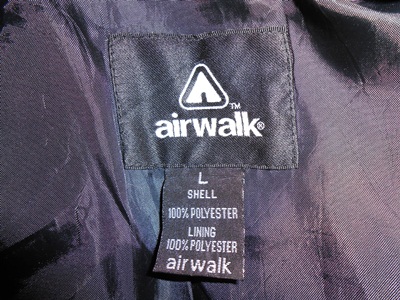 TM
airwalk®
L
SHELL
100% POLYESTER
LINING
100% POLYESTER
airwalk